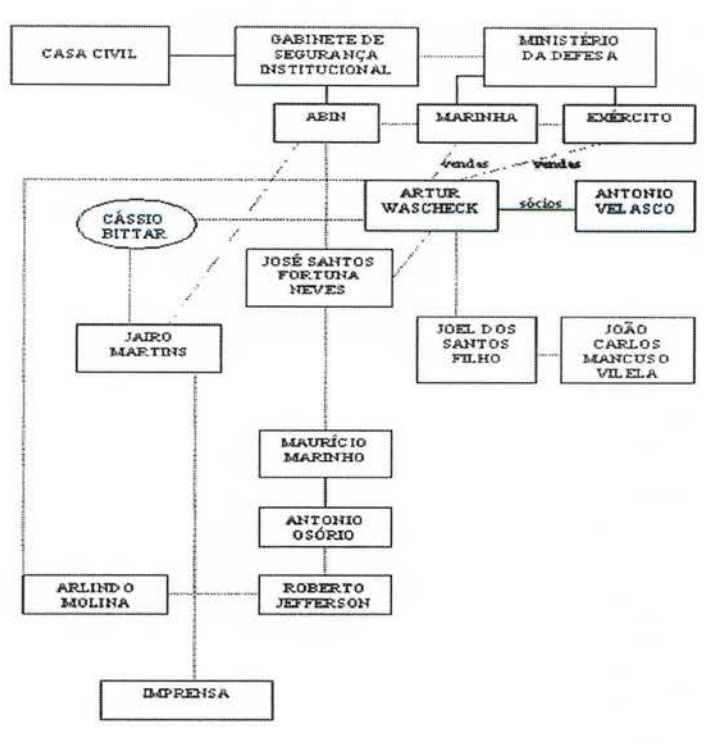 CASA CIVIL
GABINETE DE
SEGURANÇA
INSTITUCIONAL
MINISTÉRIO
DA DEFESA
ABIN
MARINHA
EXÉRCITO
vendas
vendas
ARTUR
WASCHECK
sócios
ANTONIO
VELASCO
CÁSSIO
BITTAR
JOSÉ SANTOS
FORTUNA
NEVES
JAIRO
MARTINS
JOEL DOS
SANTOS
FILHO
JOÃO
CARLOS
MANCUSO
VILELA
MAURÍCIO
MARINHO
ANTONIO
OSÓRIO
ARLINDO
MOLINA
ROBERTO
JEFFERSON
IMPRENSA